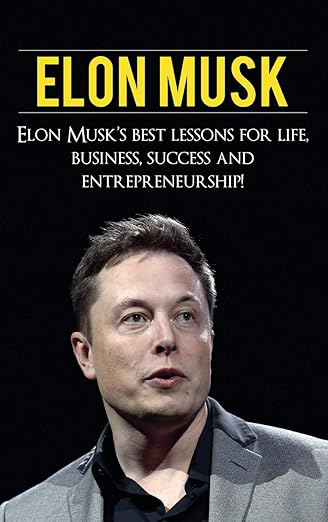 ELON MUSK
ELON MUSK'S BEST LESSONS FOR LIFE,
BUSINESS, SUCCESS AND
ENTREPRENEURSHIP!